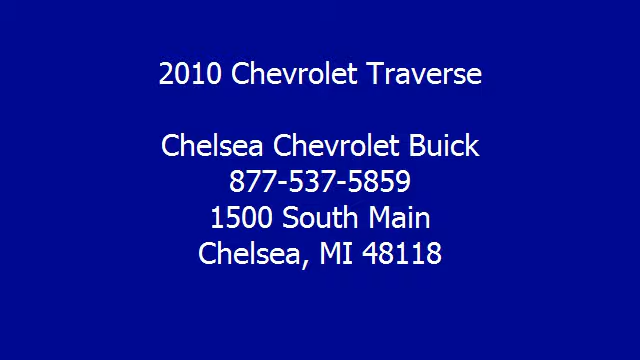 2010 Chevrolet Traverse
Chelsea Chevrolet Buick
877-537-5859
1500 South Main
Chelsea, MI 48118